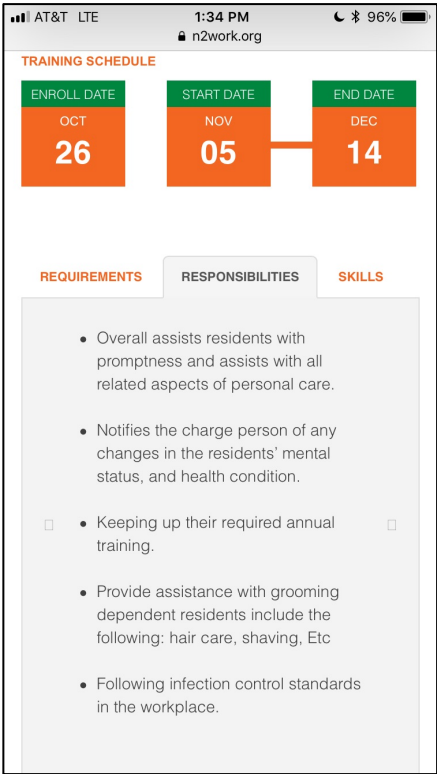 AT&T LTE 1:34 PM 96%
n2work.org
TRAINING SCHEDULE
ENROLL DATE START DATE END DATE
OCT NOV DEC
26 05 14
REQUIREMENTS RESPONSIBILITIES SKILLS
• Overall assists residents with
promptness and assists with all
related aspects of personal care.
• Notifies the charge person of any
changes in the residents' mental
status, and health condition.
• Keeping up their required annual
training.
• Provide assistance with grooming
dependent residents include the
following: hair care, shaving, Etc
• Following infection control standards
in the workplace.